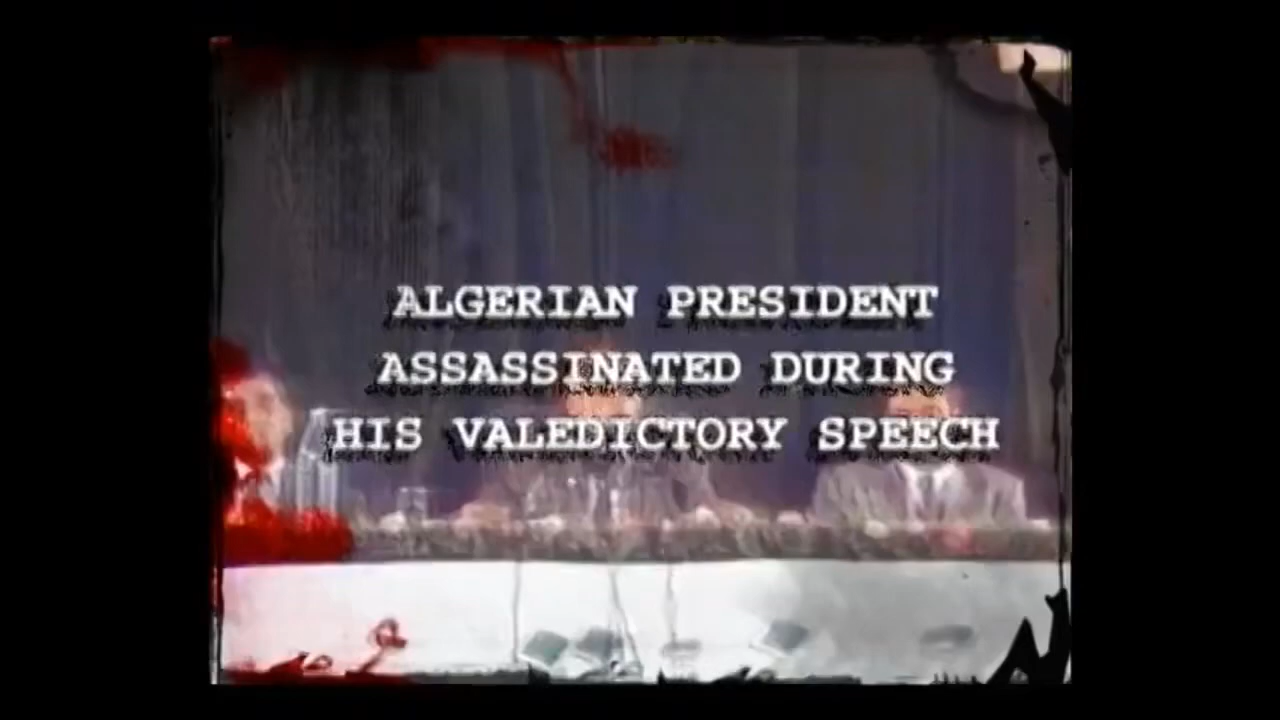 ALGERIAN PRESIDENT
ASSASSINATED DURING
HIS VALEDICTORY SPEECH